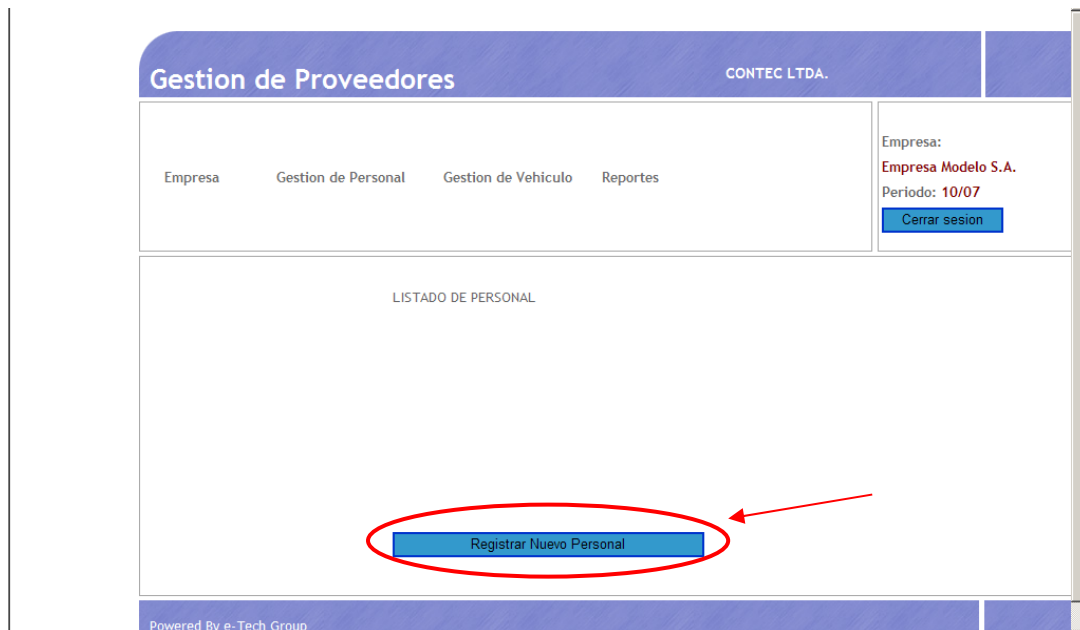 Gestion de Proveedores
CONTEC LTDA.
Empresa
Gestion de Personal
Gestion de Vehiculo
Reportes
Empresa:
Empresa Modelo S.A.
Periodo: 10/07
Cerrar sesion
LISTADO DE PERSONAL
Registrar Nuevo Personal
Powered By e-Tech Group